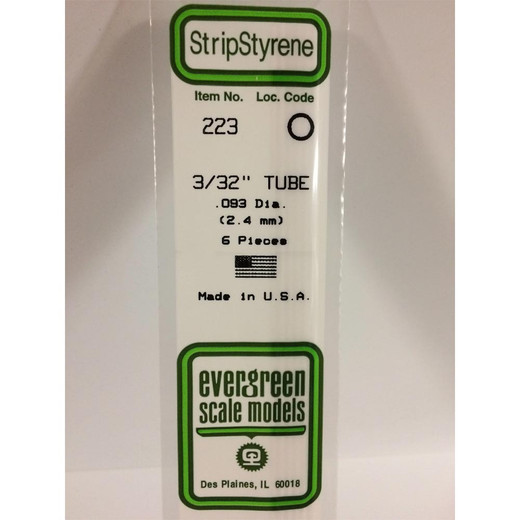 StripStyrene
Item No. Loc. Code
223
3/32" TUBE
.093 Dia.
(2.4 mm)
6 Pieces
Made in U.S.A.
evergreen
scale models
Des Plaines, IL 60018